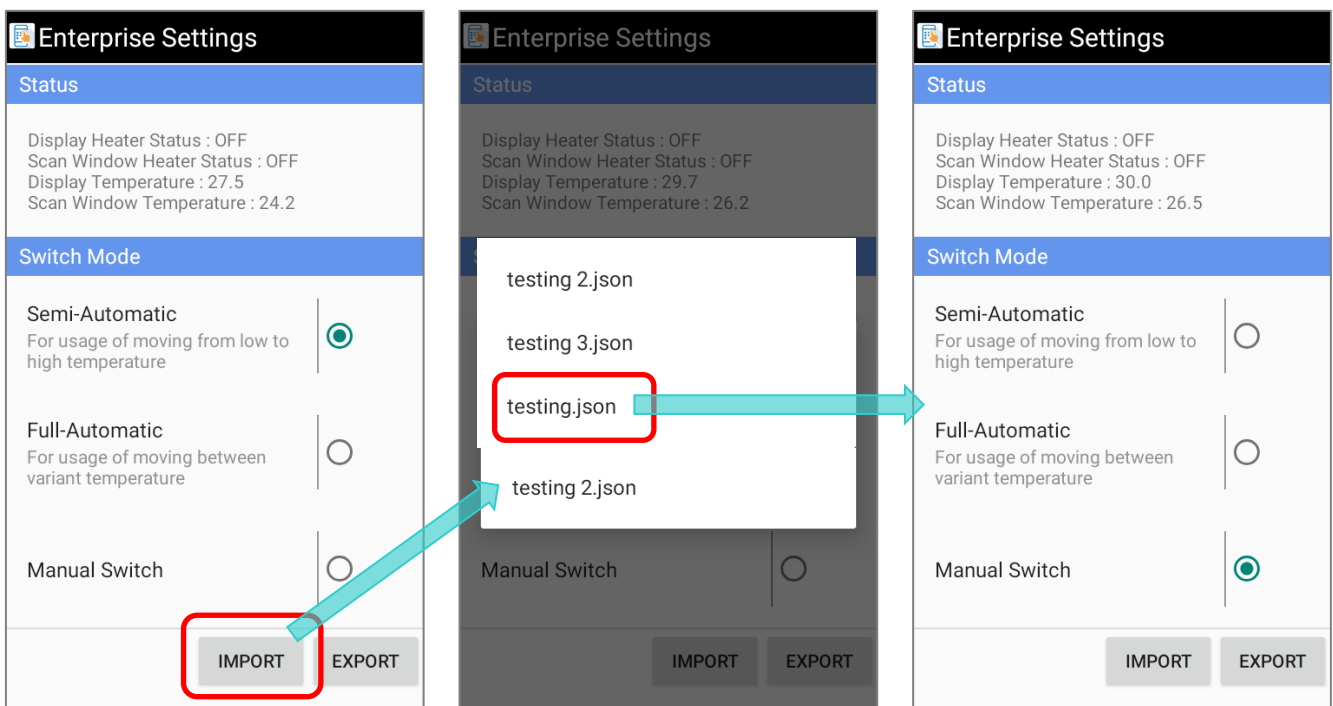 Enterprise Settings
Status
Display Heater Status : OFF
Scan Window Heater Status : OFF
Display Temperature : 27.5
Scan Window Temperature : 24.2
Switch Mode
Semi-Automatic
For usage of moving from low to
high temperature
Full-Automatic
For usage of moving between
variant temperature
Manual Switch
IMPORT
EXPORT
Enterprise Settings
Status
Display Heater Status : OFF
Scan Window Heater Status : OFF
Display Temperature : 29.7
Scan Window Temperature : 26.2
testing 2.json
testing 3.json
testing.json
testing 2.json
Manual Switch
IMPORT
EXPORT
Enterprise Settings
Status
Display Heater Status : OFF
Scan Window Heater Status : OFF
Display Temperature : 30.0
Scan Window Temperature : 26.5
Switch Mode
Semi-Automatic
For usage of moving from low to
high temperature
Full-Automatic
For usage of moving between
variant temperature
Manual Switch
IMPORT
EXPORT